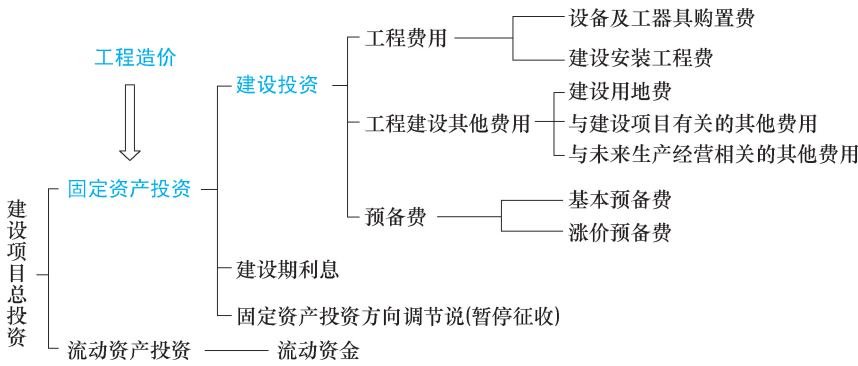 设备及工器具购置费
工程费用
工程造价
建设安装工程费
建设投资
建设用地费
工程建设其他费用
与建设项目有关的其他费用
与未来生产经营相关的其他费用
固定资产投资
基本预备费
预备费
涨价预备费
建设项目总投资
建设期利息
固定资产投资方向调节说(暂停征收)
流动资产投资
流动资金